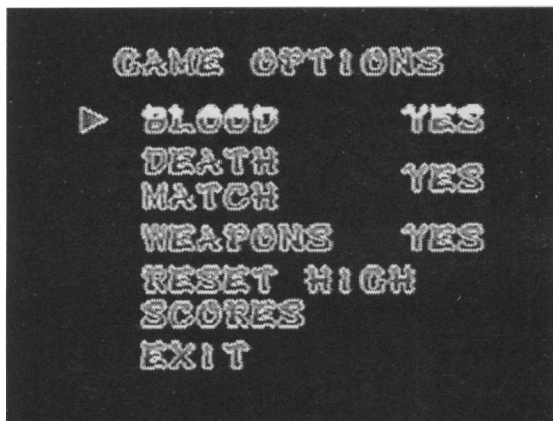 GAME OPTIONS
BLOOD YES
DEATH
MATCH YES
WEAPONS YES
RESET HIGH
SCORES
EXIT